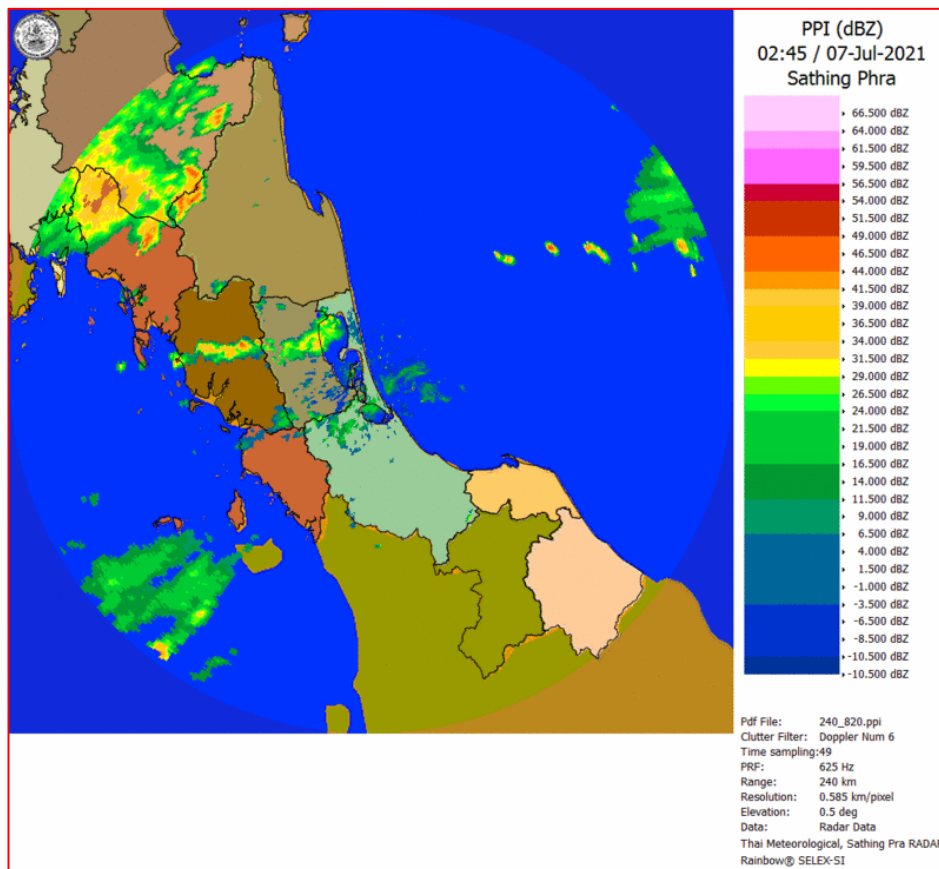 PPI (dBZ)
02:45 / 07-Jul-2021
Sathing Phra
66.500 dBZ
64.000 dBZ
61.500 dBZ
59.500 dBZ
56.500 dBZ
54.000 dBZ
51.500 dBZ
49.000 dBZ
46.500 dBZ
44.000 dBZ
41.500 dBZ
39.000 dBZ
36.500 dBZ
34.000 dBZ
31.500 dBZ
29.000 dBZ
26.500 dBZ
24.000 dBZ
21.500 dBZ
19.000 dBZ
16.500 dBZ
14.000 dBZ
11.500 dBZ
9.000 dBZ
6.500 dBZ
4.000 dBZ
1.500 dBZ
-1.000 dBZ
-3.500 dBZ
-6.500 dBZ
-8.500 dBZ
-10.500 dBZ
-10.500 dBZ
Pdf File: 240_820.ppi
Clutter Filter: Doppler Num 6
Time sampling:49
PRF: 625 Hz
Range: 240 km
Resolution: 0.585 km/pixel
Elevation: 0.5 deg
Data: Radar Data
Thai Meteorological, Sathing Pra RADAR
Rainbow® SELEX-SI